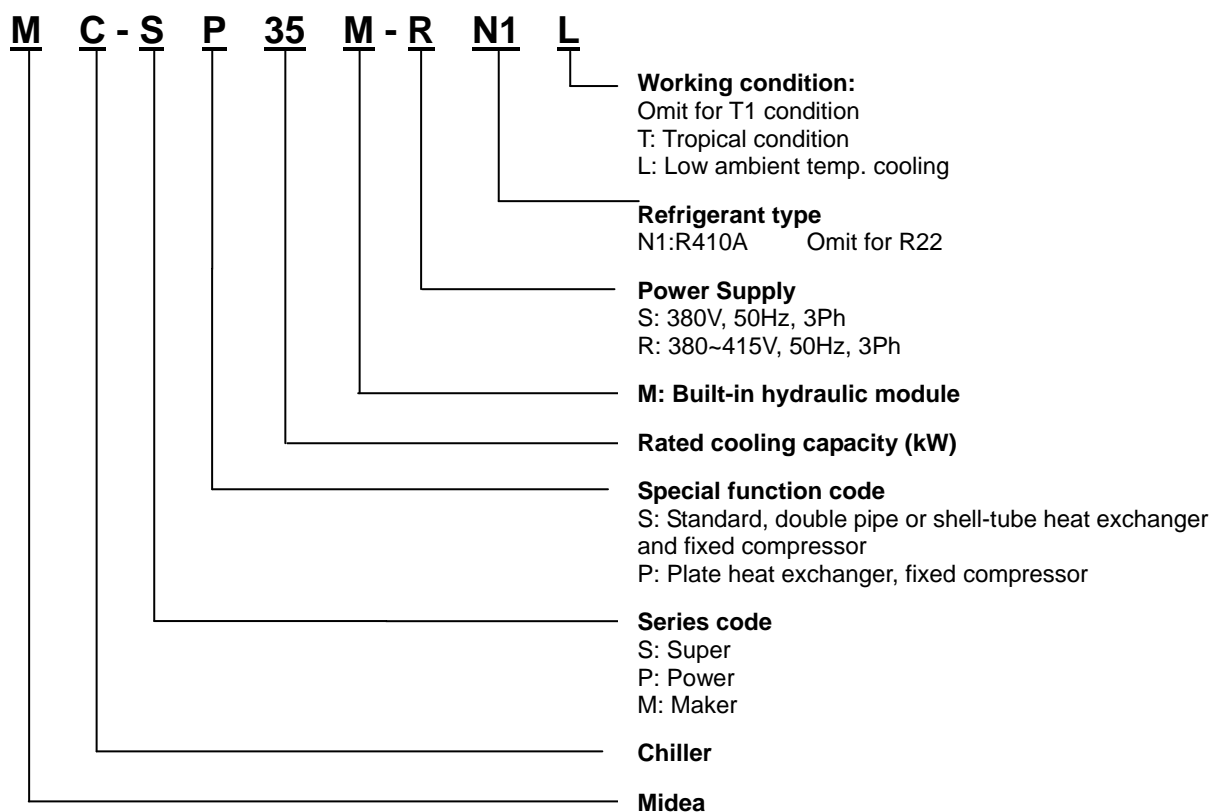 M C - S P 35 M - R N1 L
Working condition:
Omit for T1 condition
T: Tropical condition
L: Low ambient temp. cooling
Refrigerant type
N1:R410A Omit for R22
Power Supply
S: 380V, 50Hz, 3Ph
R: 380~415V, 50Hz, 3Ph
M: Built-in hydraulic module
Rated cooling capacity (kW)
Special function code
S: Standard, double pipe or shell-tube heat exchanger
and fixed compressor
P: Plate heat exchanger, fixed compressor
Series code
S: Super
P: Power
M: Maker
Chiller
Midea